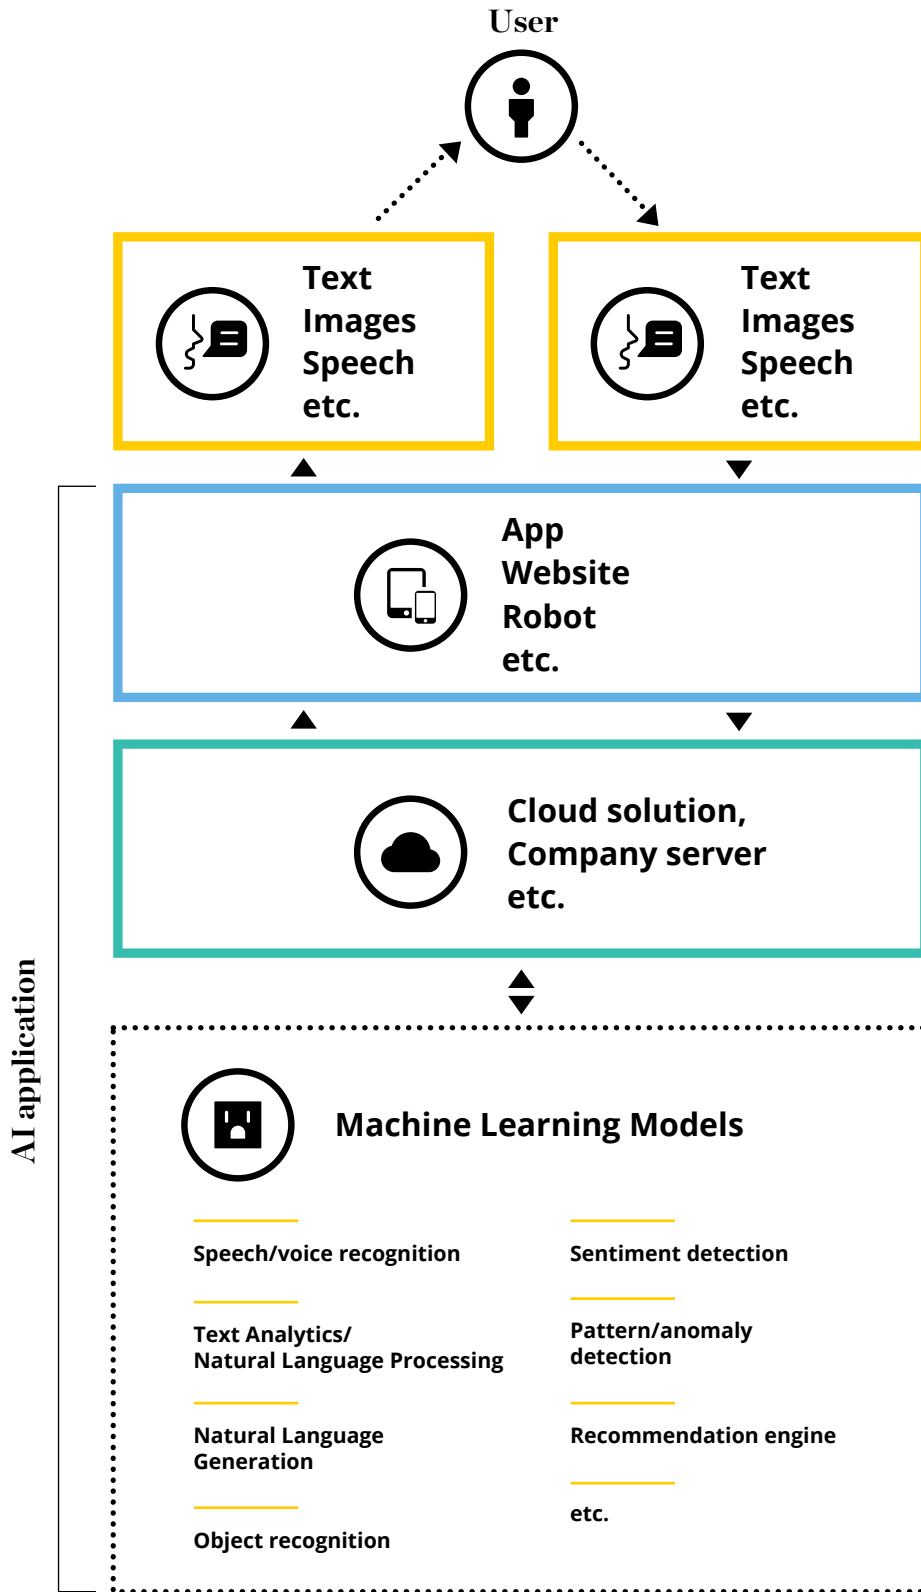 User
Text
Images
Speech
etc.
Text
Images
Speech
etc.
App
Website
Robot
etc.
Cloud solution,
Company server
etc.
AI application
Machine Learning Models
Speech/voice recognition
Text Analytics/
Natural Language Processing
Natural Language
Generation
Object recognition
Sentiment detection
Pattern/anomaly
detection
Recommendation engine
etc.